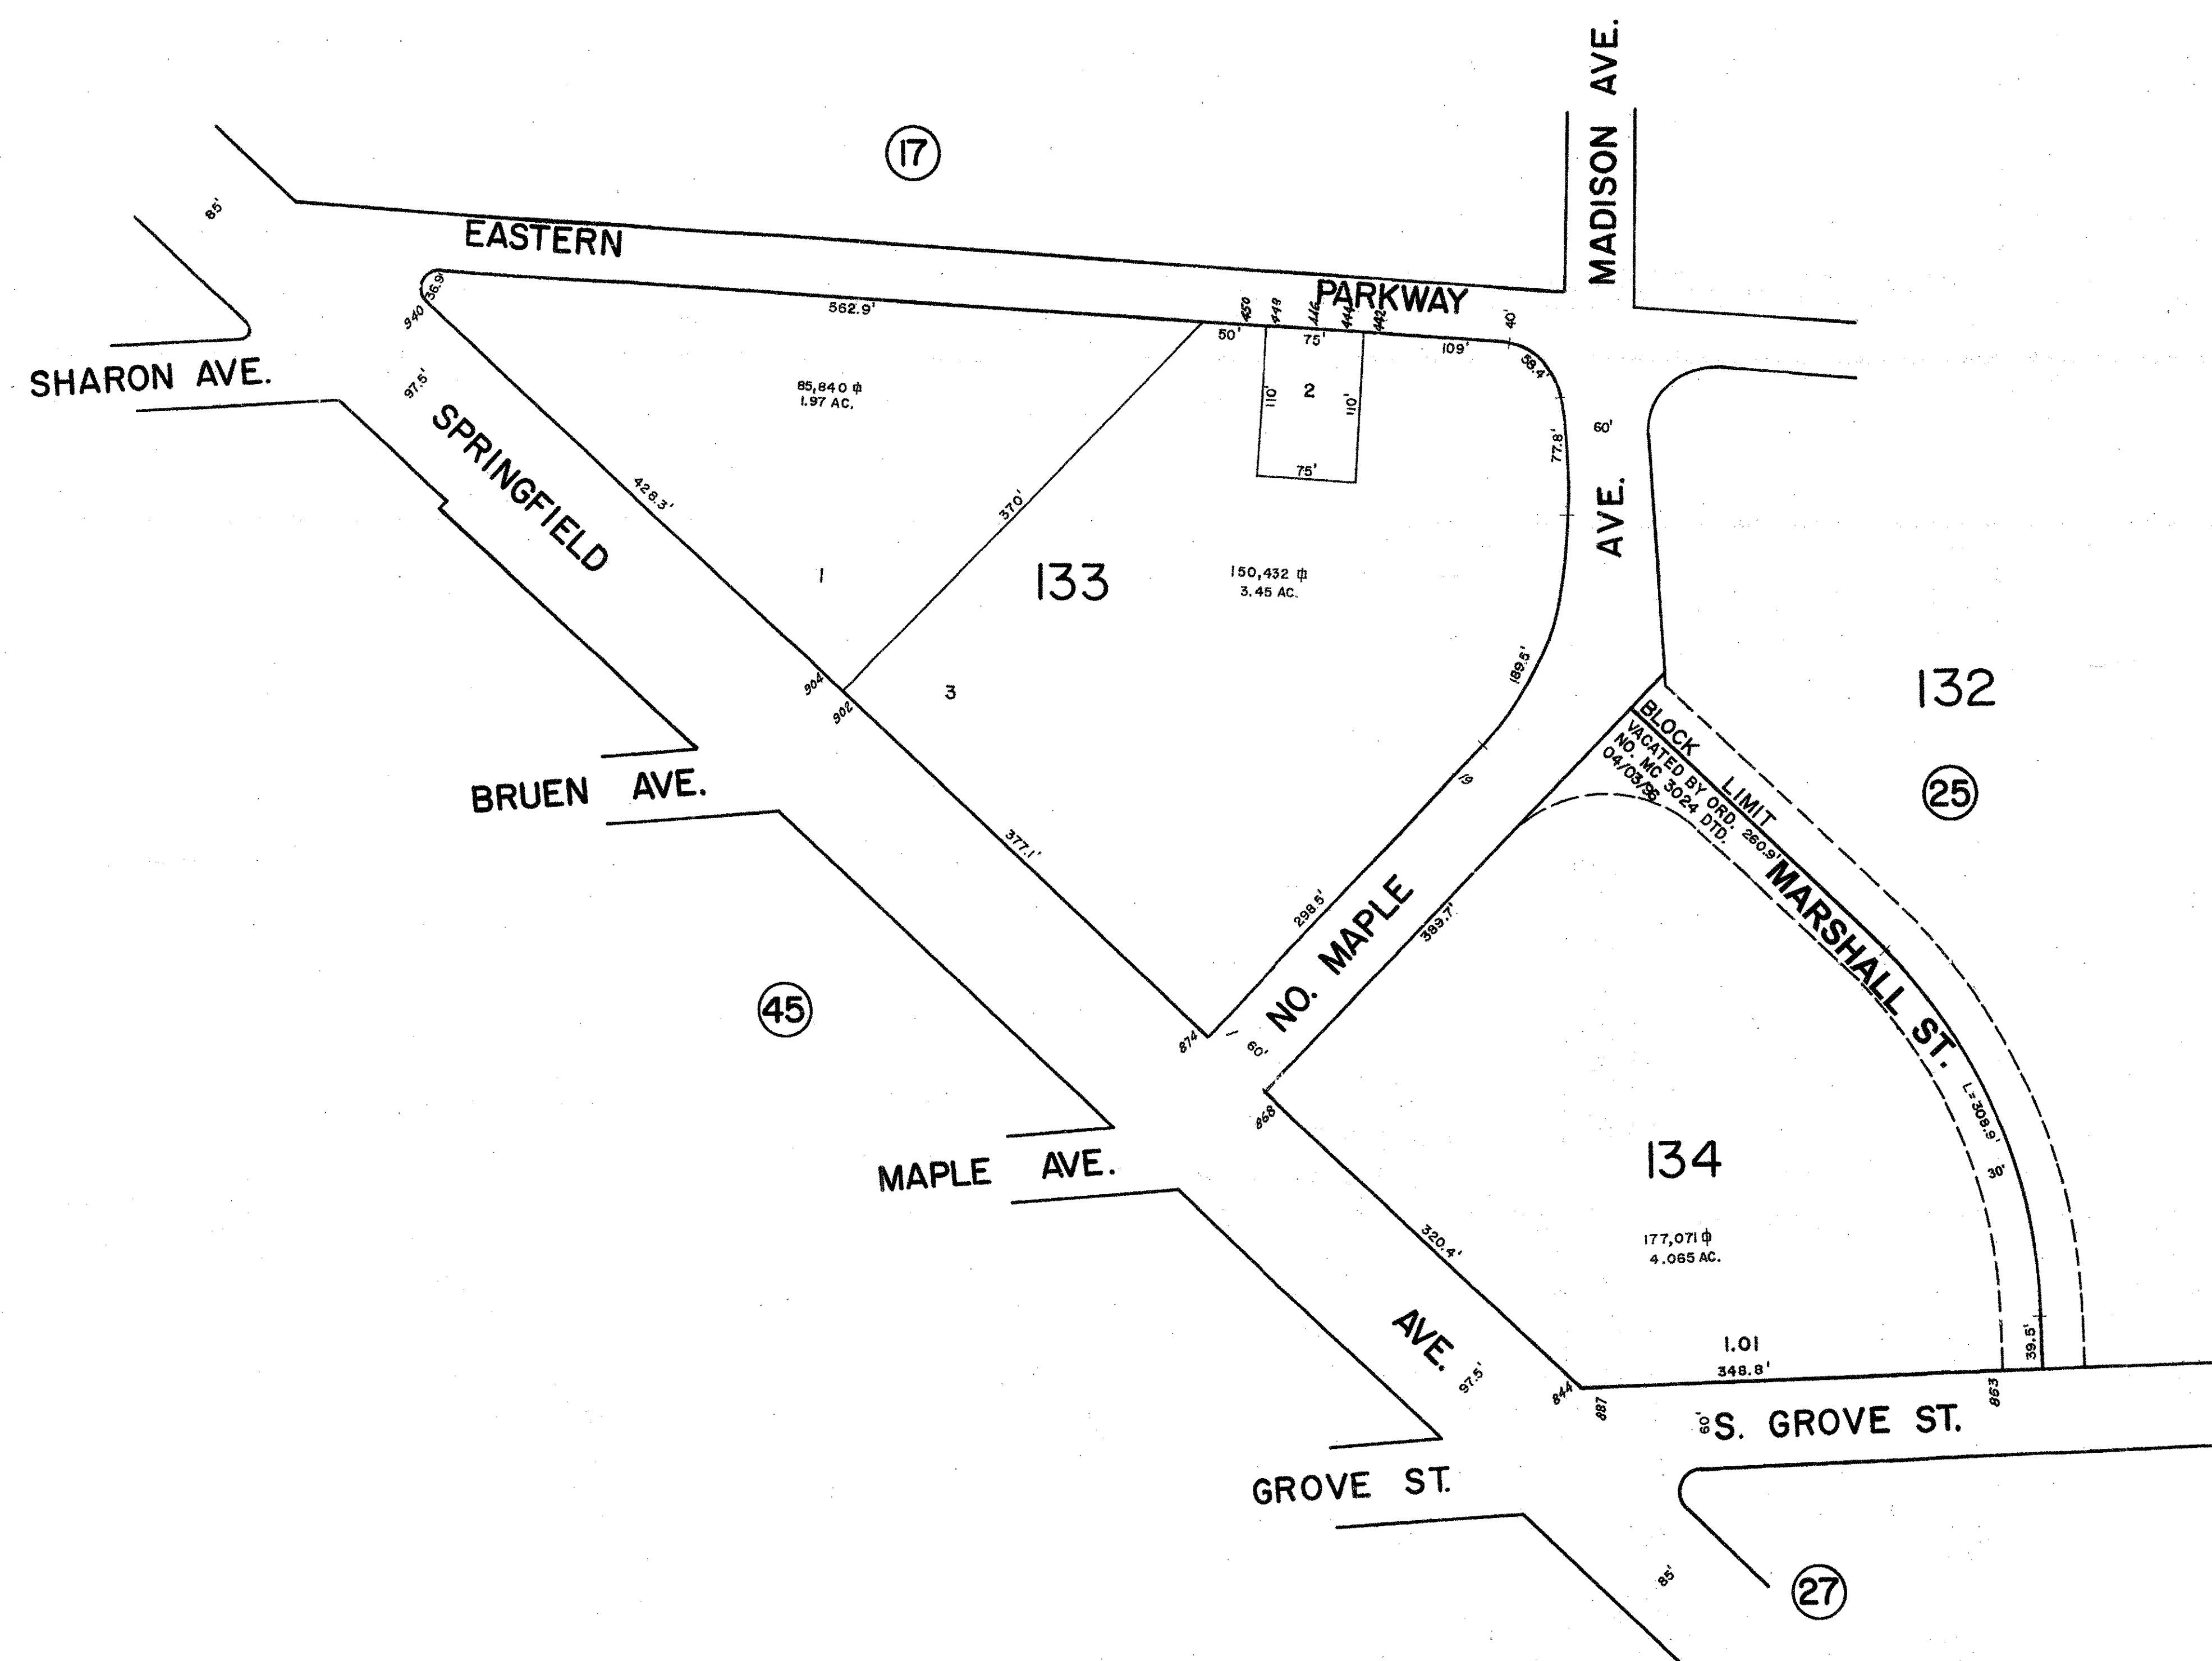 MADISON AVE.
17
85'
EASTERN
PARKWAY
36.9'
940
562.9'
450
448
446
444
442
40'
50'
75'
109'
58.4'
SHARON AVE.
97.5'
85,840 ⏀
1.97 AC.
110'
2
110'
77.8'
60'
SPRINGFIELD
75'
428.3'
370'
AVE.
1
133
150,432 ⏀
3.45 AC.
189.5'
904
902
3
132
BLOCK LIMIT
VACATED BY ORD.
NO. MC 3024 DTD.
04/03/96
260.9'
25
19
BRUEN AVE.
377.1'
298.5'
NO. MAPLE
389.7'
MARSHALL ST.
45
874
60'
868
L=308.9'
30'
MAPLE AVE.
134
320.4'
177,071 ⏀
4.065 AC.
AVE.
97.5'
1.01
348.8'
39.5'
844
887
863
60'
S. GROVE ST.
GROVE ST.
85'
27